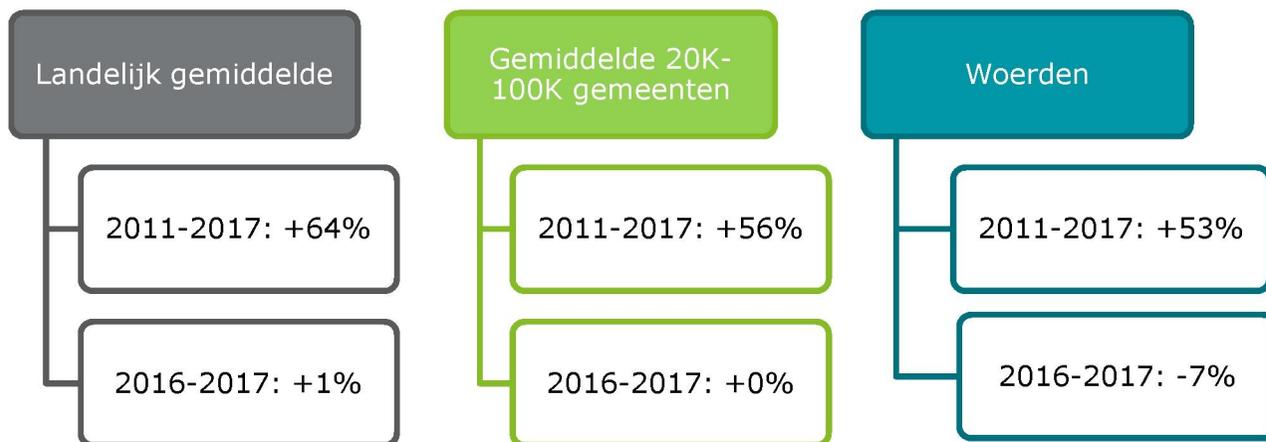 Landelijk gemiddelde
2011-2017: +64%
2016-2017: +1%
Gemiddelde 20K-
100K gemeenten
2011-2017: +56%
2016-2017: +0%
Woerden
2011-2017: +53%
2016-2017: -7%